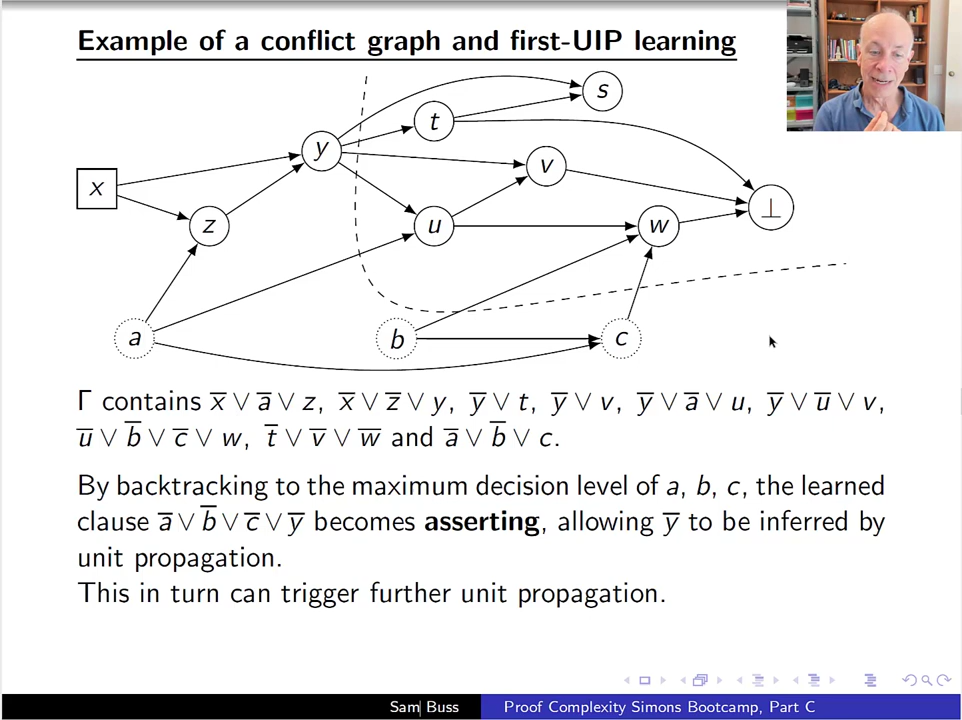 Example of a conflict graph and first-UIP learning
s
t
y
v
x
⊥
z
u
w
a
b
c
Γ contains x̅ ∨ a̅ ∨ z, x̅ ∨ z̅ ∨ y, y̅ ∨ t, y̅ ∨ v, y̅ ∨ a̅ ∨ u, y̅ ∨ u̅ ∨ v,
u̅ ∨ b̅ ∨ c̅ ∨ w, t̅ ∨ v̅ ∨ w̅ and a̅ ∨ b̅ ∨ c.
By backtracking to the maximum decision level of a, b, c, the learned
clause a̅ ∨ b̅ ∨ c̅ ∨ y̅ becomes asserting, allowing y̅ to be inferred by
unit propagation.
This in turn can trigger further unit propagation.
Sam Buss Proof Complexity Simons Bootcamp, Part C